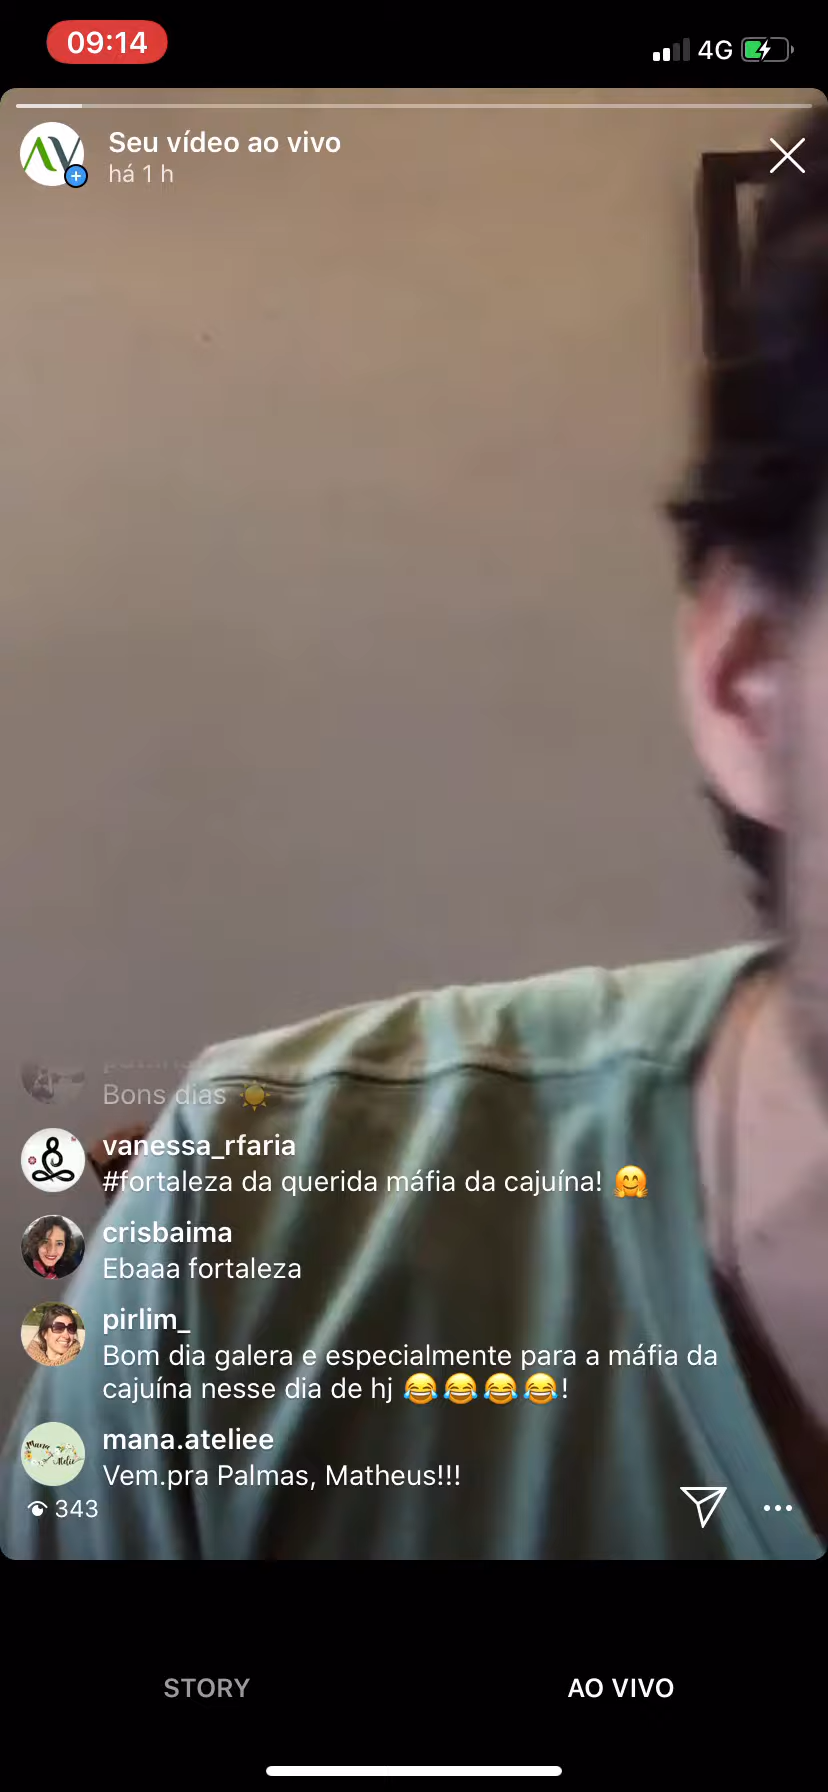 09:14
4G
Seu vídeo ao vivo
há 1 h
Bons dias ☀️
vanessa_rfaria
#fortaleza da querida máfia da cajuína! 🤗
crisbaima
Ebaaa fortaleza
pirlim_
Bom dia galera e especialmente para a máfia da
cajuína nesse dia de hj 😂😂😂😂!
mana.ateliee
Vem.pra Palmas, Matheus!!!
343
STORY
AO VIVO